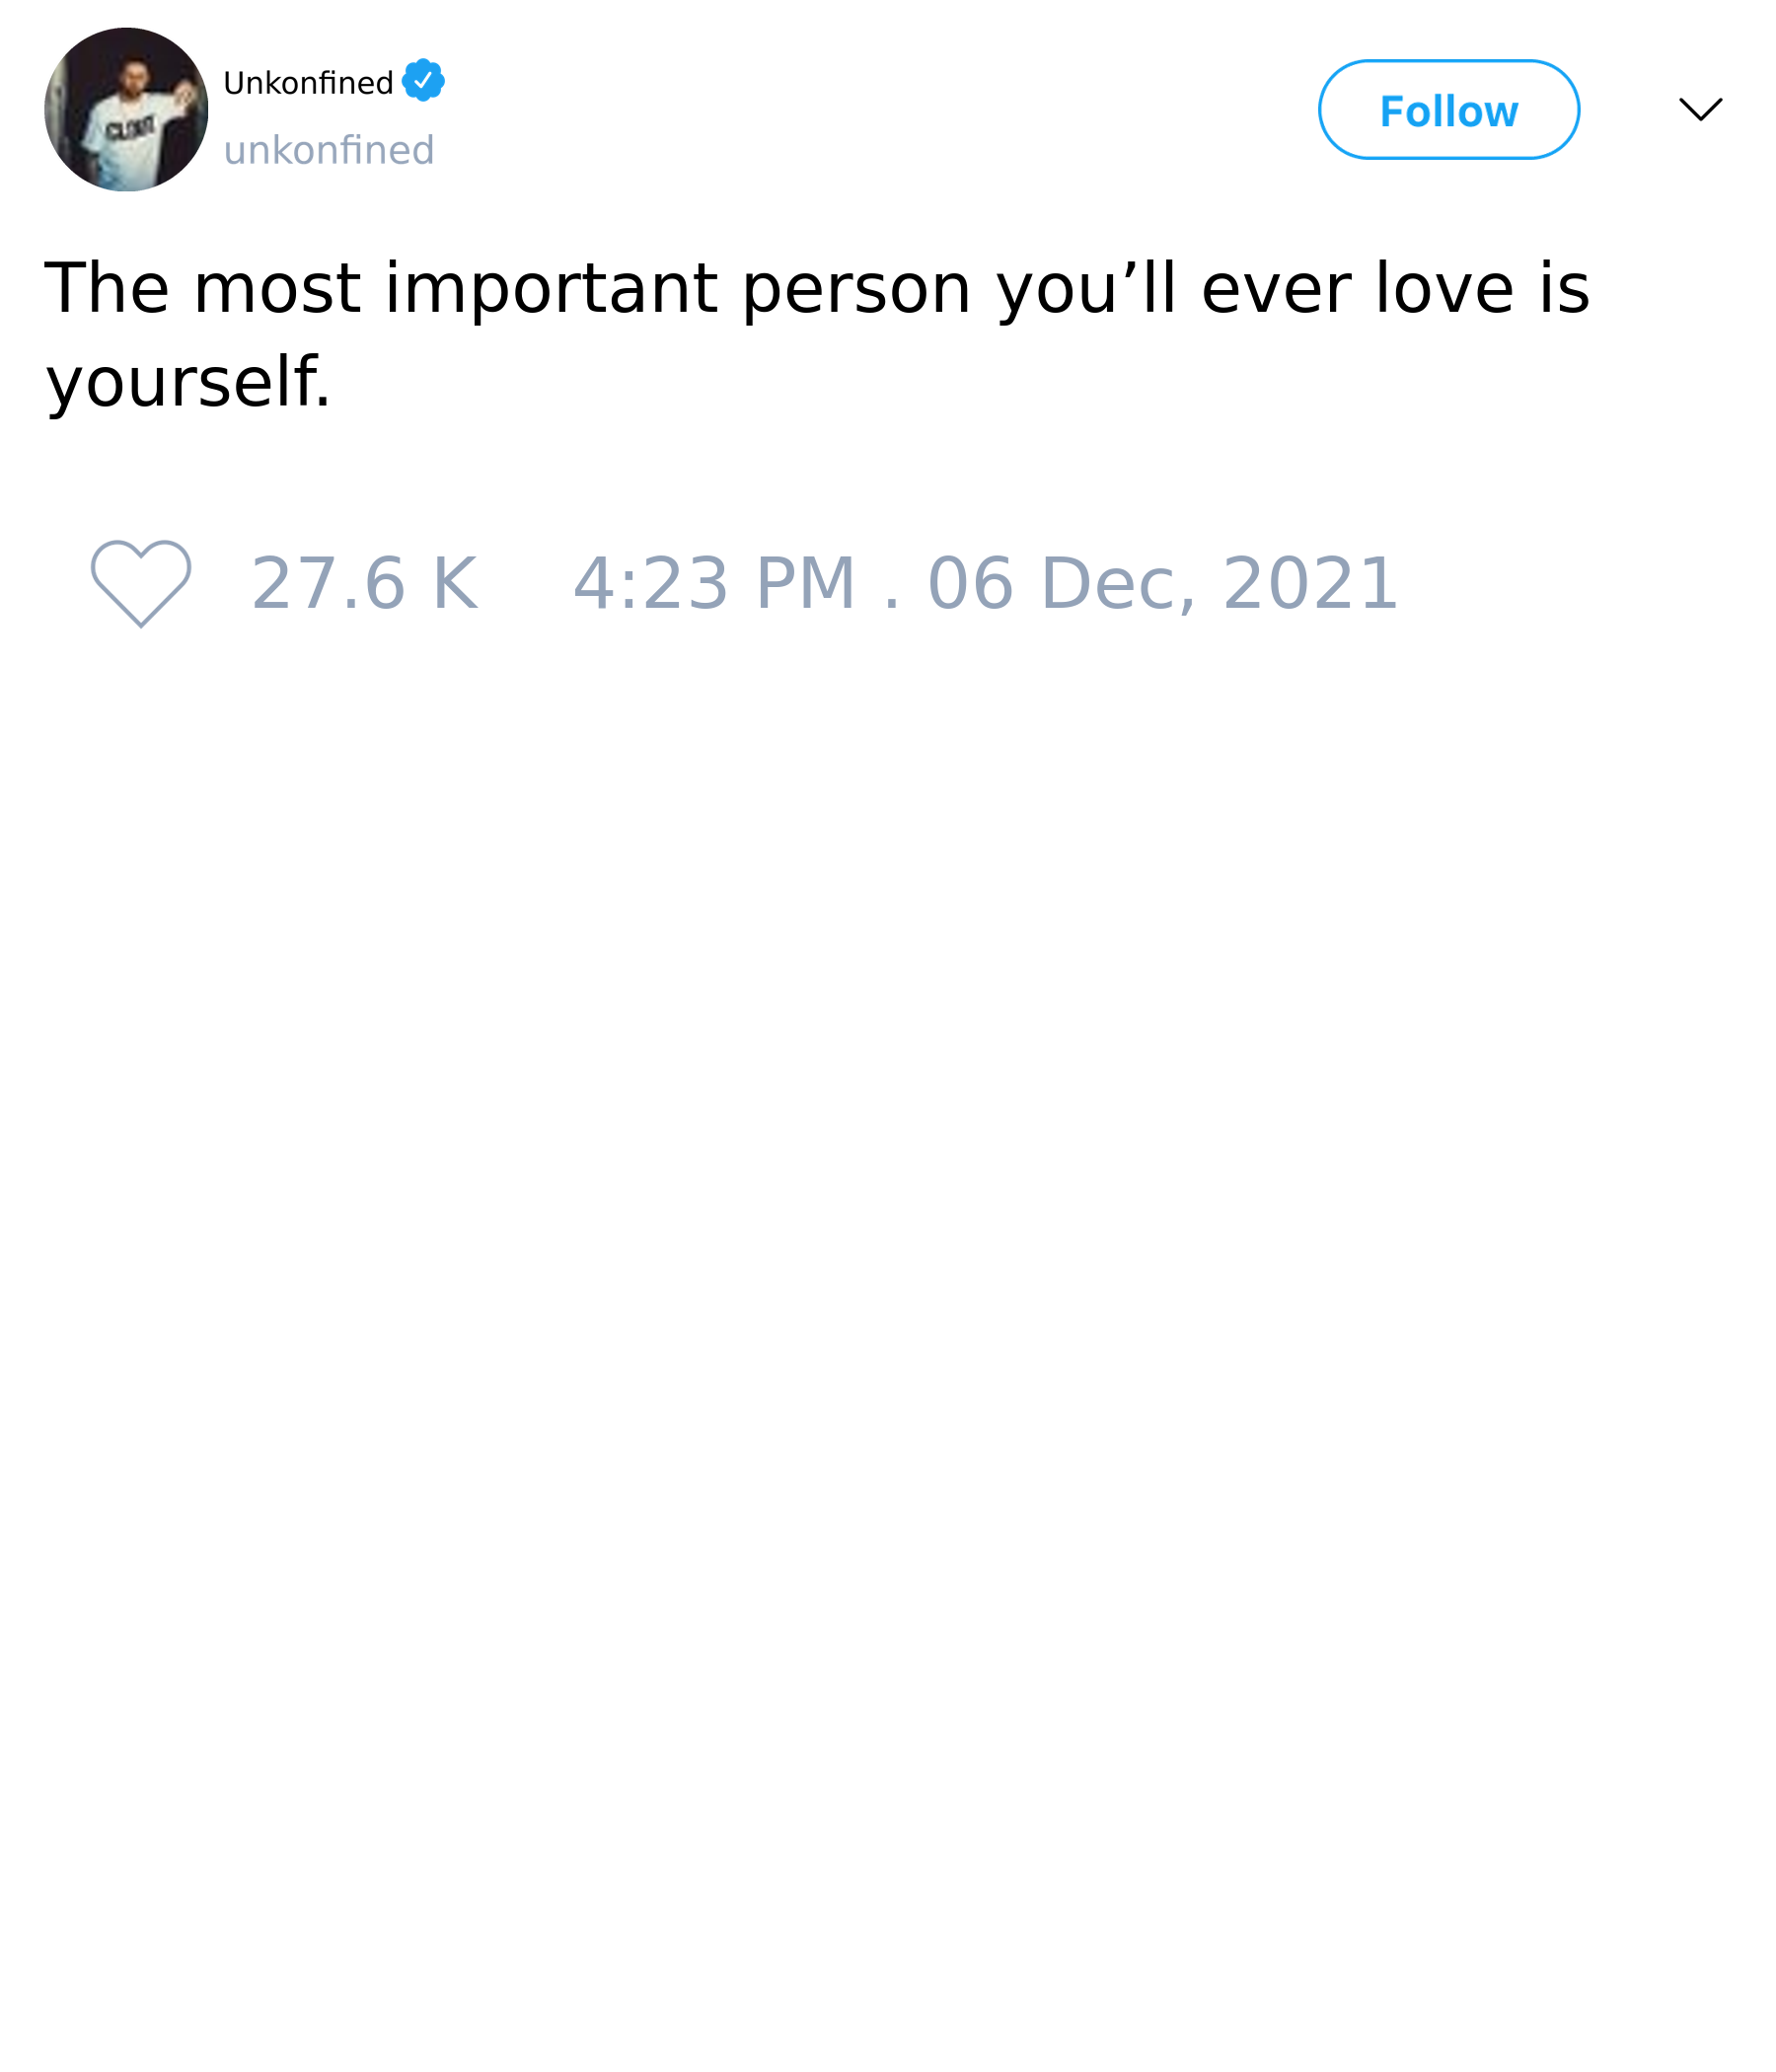 Unkonfined
unkonfined
Follow
The most important person you’ll ever love is
yourself.
27.6 K 4:23 PM . 06 Dec, 2021